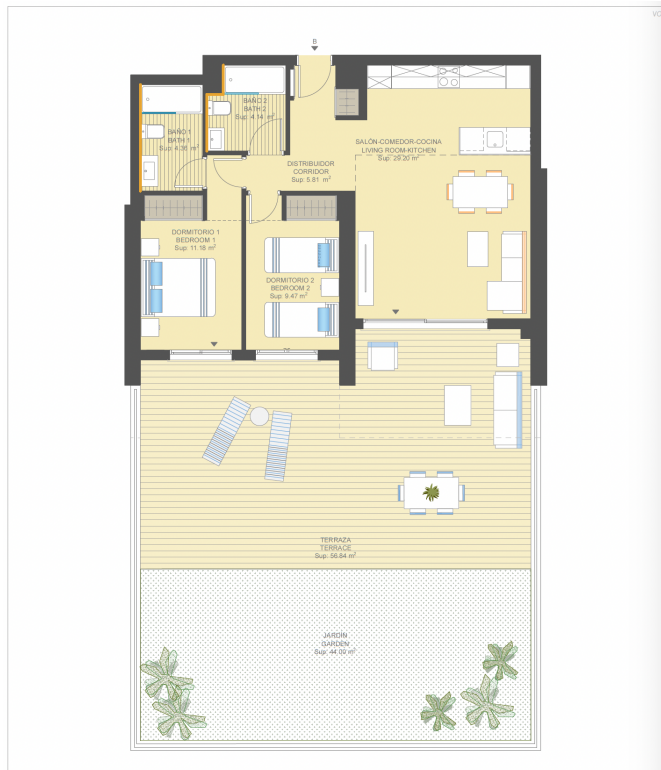 VG
B
BAÑO 2
BATH 2
Sup: 4.14 m²
BAÑO 1
BATH 1
Sup: 4.36 m²
SALÓN-COMEDOR-COCINA
LIVING ROOM-KITCHEN
Sup: 29.20 m²
DISTRIBUIDOR
CORRIDOR
Sup: 5.81 m²
DORMITORIO 1
BEDROOM 1
Sup: 11.18 m²
DORMITORIO 2
BEDROOM 2
Sup: 9.47 m²
TERRAZA
TERRACE
Sup: 56.84 m²
JARDÍN
GARDEN
Sup: 44.00 m²